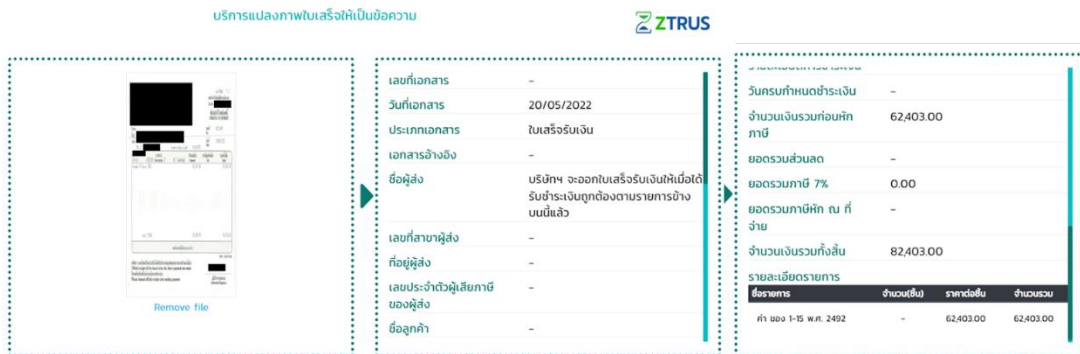 บริการแปลงภาพใบเสร็จให้เป็นข้อความ
ZTRUS
Remove file
เลขที่เอกสาร –
วันที่เอกสาร 20/05/2022
ประเภทเอกสาร ใบเสร็จรับเงิน
เอกสารอ้างอิง –
ชื่อผู้ส่ง บริษัทฯ จะออกใบเสร็จรับเงินให้เมื่อได้
รับชำระเงินถูกต้องตามรายการข้าง
บนนี้แล้ว
เลขที่สาขาผู้ส่ง –
ที่อยู่ผู้ส่ง –
เลขประจำตัวผู้เสียภาษี –
ของผู้ส่ง
ชื่อลูกค้า –
วันครบกำหนดชำระเงิน –
จำนวนเงินรวมก่อนหัก 62,403.00
ภาษี
ยอดรวมส่วนลด –
ยอดรวมภาษี 7% 0.00
ยอดรวมภาษีหัก ณ ที่ –
จ่าย
จำนวนเงินรวมทั้งสิ้น 82,403.00
รายละเอียดรายการ
ชื่อรายการ จำนวน(ชิ้น) ราคาต่อชิ้น จำนวนรวม
ค่า ของ 1-15 พ.ศ. 2492 – 62,403.00 62,403.00